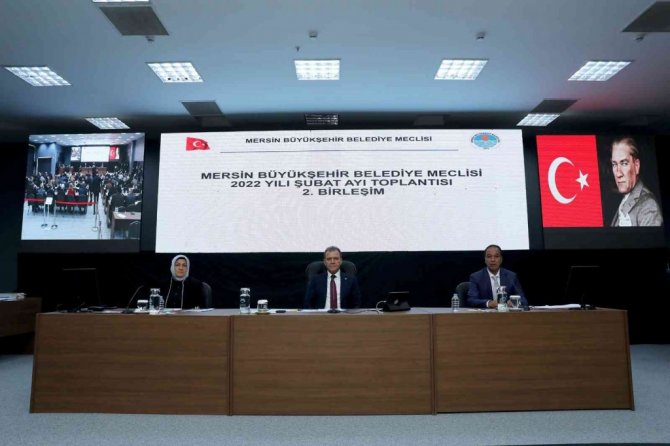 MERSİN BÜYÜKŞEHİR BELEDİYE MECLİSİ
MERSİN BÜYÜKŞEHİR BELEDİYE MECLİSİ
2022 YILI ŞUBAT AYI TOPLANTISI
2. BİRLEŞİM